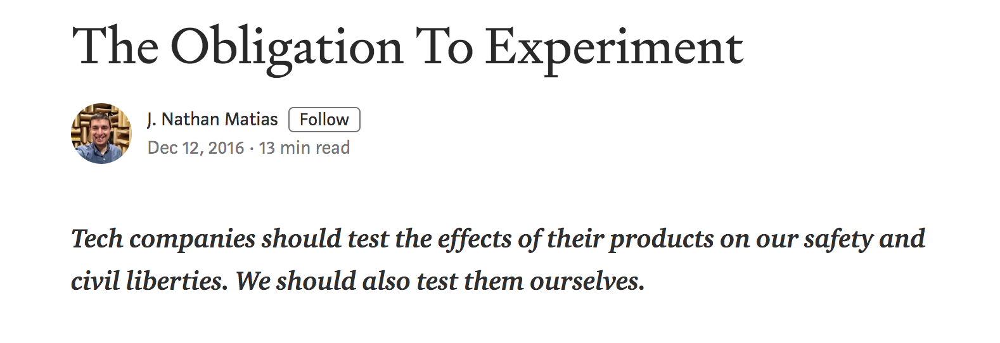 The Obligation To Experiment
J. Nathan Matias Follow
Dec 12, 2016 · 13 min read
Tech companies should test the effects of their products on our safety and
civil liberties. We should also test them ourselves.